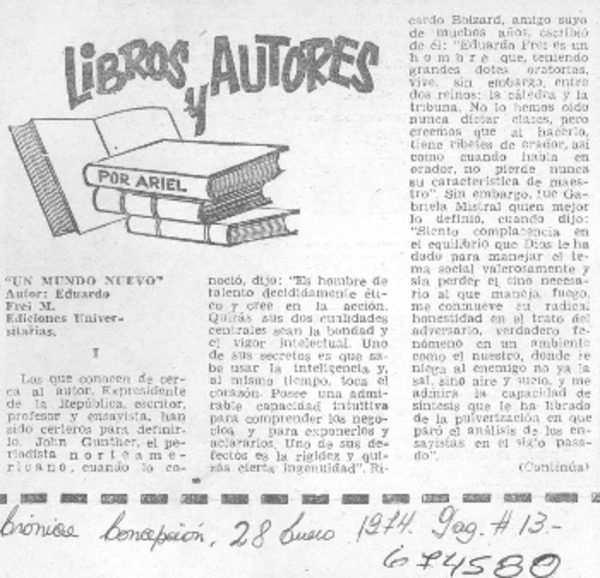 LIBROS
y AUTORES
POR ARIEL
"UN MUNDO NUEVO"
Autor: Eduardo
Frei M.
Ediciones Univer-
sitarias.
I
Los que conocen de cer-
ca al autor, Expresidente
de la República, escritor,
profesor y ensayista, han
sido certeros para definir-
lo. John Gunther, el pe-
riodista norteame-
ricano, cuando lo co-
noció, dijo: "Es hombre de
talento decididamente éti-
co y cree en la acción.
Quizás sus dos cualidades
centrales sean la bondad y
el vigor intelectual. Uno
de sus secretos es que sa-
be usar la inteligencia y,
al mismo tiempo, toca el
corazón. Posee una admi-
rable capacidad intuitiva
para comprender los nego-
cios y para exponerlos y
aclararlos. Uno de sus de-
fectos es la rigidez y qui-
zás cierta ingenuidad". Ri-
cardo Boizard, amigo suyo
de muchos años, escribió
de él: "Eduardo Frei es un
hombre que, teniendo
grandes dotes oratorias,
vive, sin embargo, entre
dos reinos: la cátedra y la
tribuna. No lo hemos oído
nunca dictar clases, pero
creemos que al hacerlo,
tiene ribetes de orador, así
como cuando habla en
orador, no pierde nunca
su característica de maes-
tro". Sin embargo, fue Ga-
briela Mistral quien mejor
lo definió, cuando dijo:
"Siento complacencia en
el equilibrio que Dios le ha
dado para manejar el te-
ma social valerosamente y
sin perder el tino necesa-
rio al que maneja fuego,
me conmueve su radical
honestidad en el trato del
adversario, verdadero fe-
nómeno en un ambiente
como el nuestro, donde se
niega al enemigo no ya la
sal, sino aire y suelo, y me
admira la capacidad de
síntesis que le ha librado
de la pulverización en que
paró el análisis de los en-
sayistas en el siglo pasa-
do".
(Continúa)
Crónica Concepción, 28 Enero 1974. Pag. # 13.-
674580